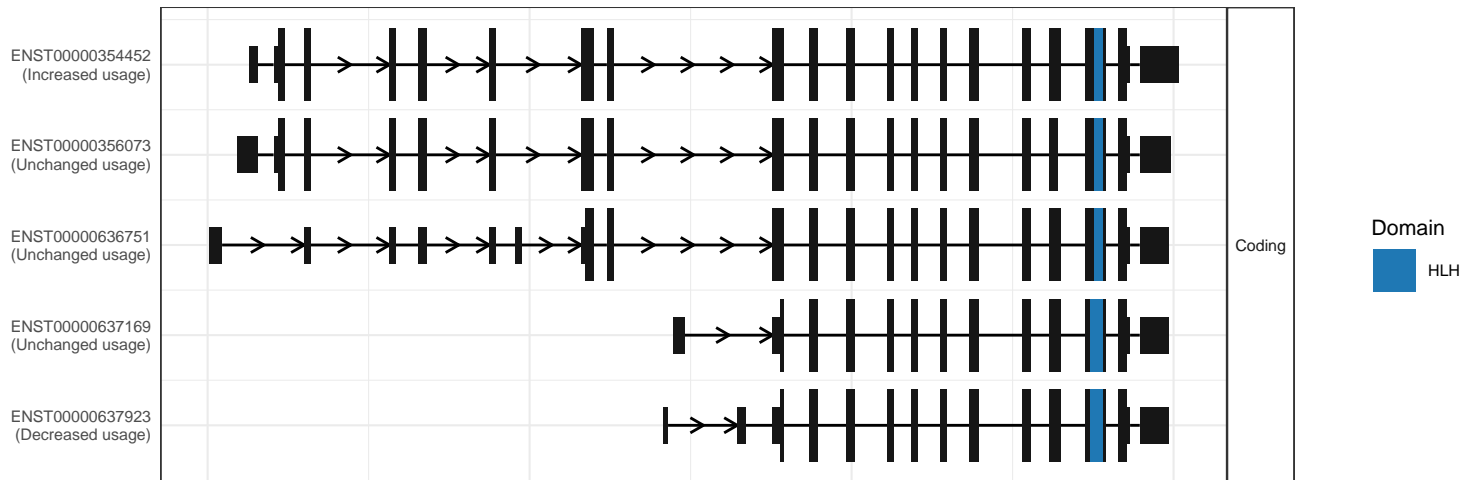 ENST00000354452
(Increased usage)
ENST00000356073
(Unchanged usage)
ENST00000636751
(Unchanged usage)
ENST00000637169
(Unchanged usage)
ENST00000637923
(Decreased usage)
Coding
Domain
HLH